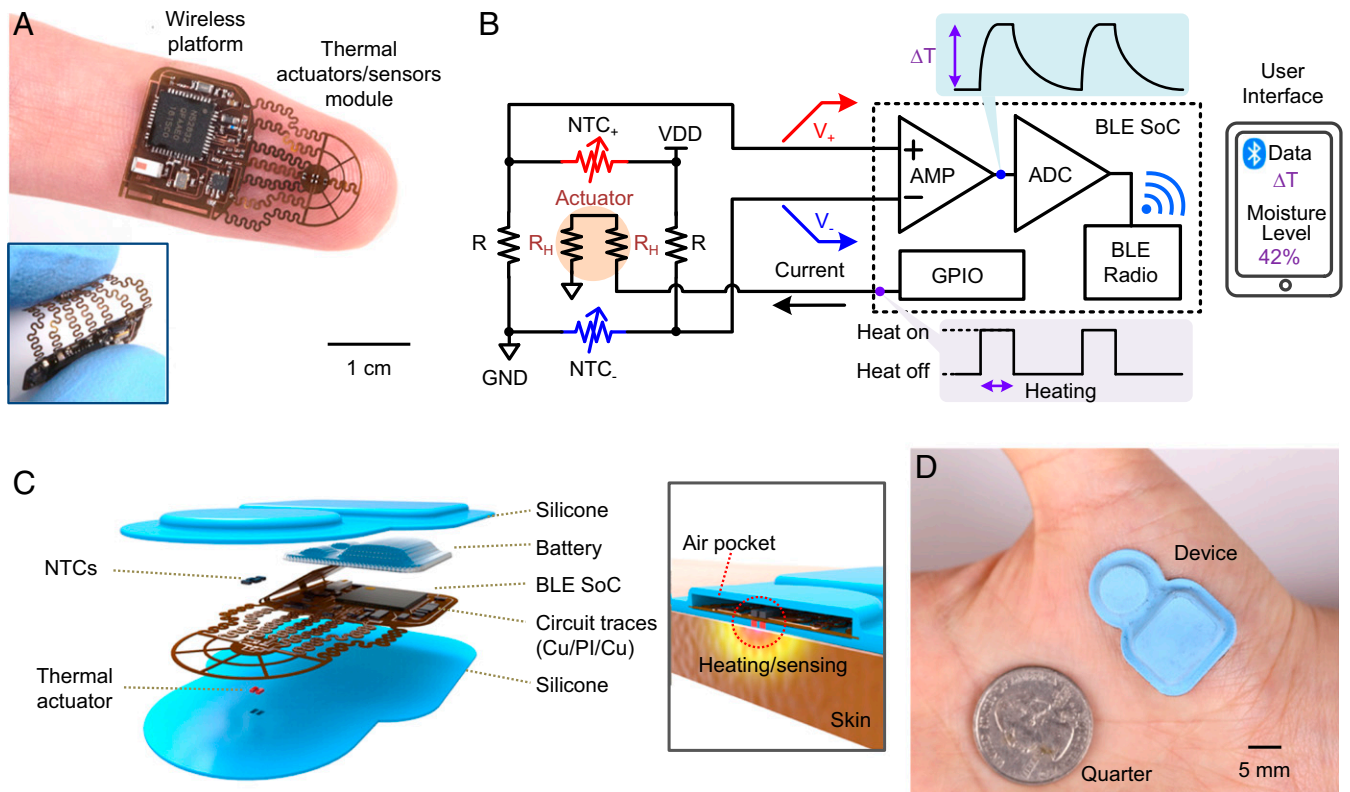 A
Wireless
platform
Thermal
actuators/sensors
module
1 cm
B
NTC+
VDD
Actuator
R
RH
RH
R
GND
NTC-
V+
V-
Current
ΔT
BLE SoC
AMP
ADC
GPIO
BLE
Radio
Heat on
Heat off
Heating
User
Interface
Data
ΔT
Moisture
Level
42%
C
NTCs
Thermal
actuator
Silicone
Battery
BLE SoC
Circuit traces
(Cu/PI/Cu)
Silicone
Air pocket
Heating/sensing
Skin
D
Device
Quarter
5 mm